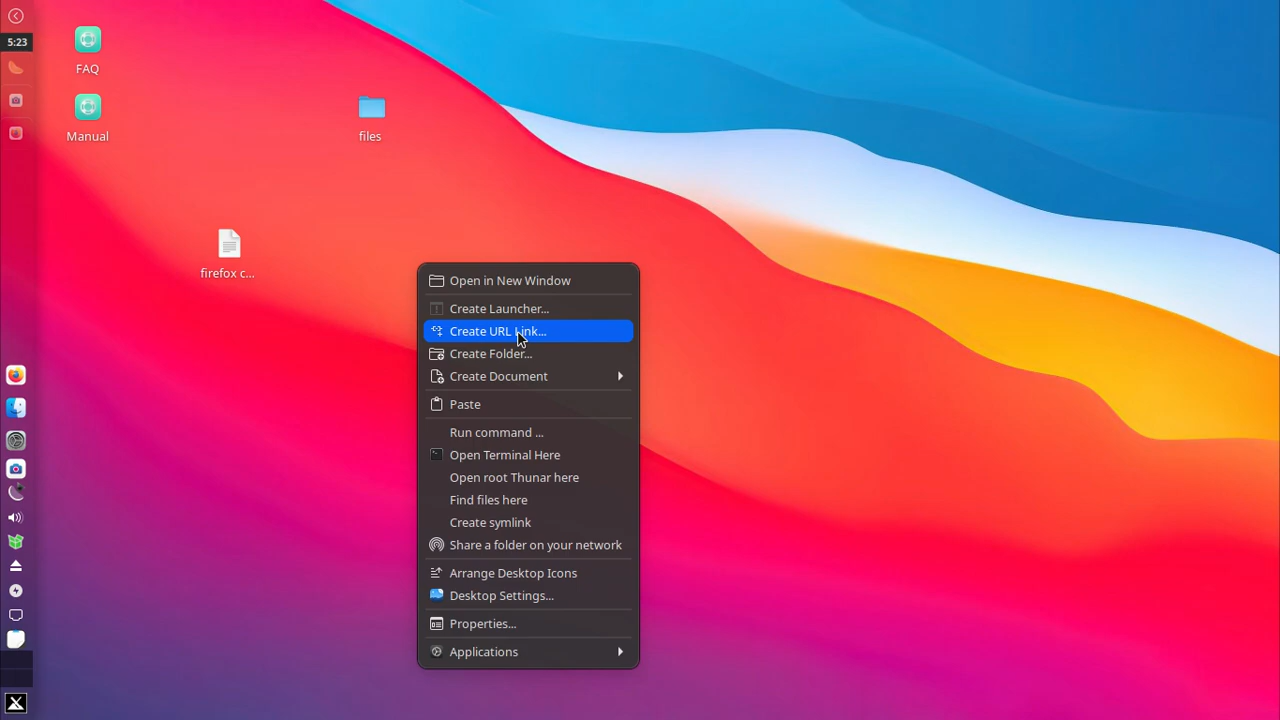 5:23
FAQ
Manual
files
firefox c...
Open in New Window
Create Launcher...
Create URL Link...
Create Folder...
Create Document
Paste
Run command ...
Open Terminal Here
Open root Thunar here
Find files here
Create symlink
Share a folder on your network
Arrange Desktop Icons
Desktop Settings...
Properties...
Applications